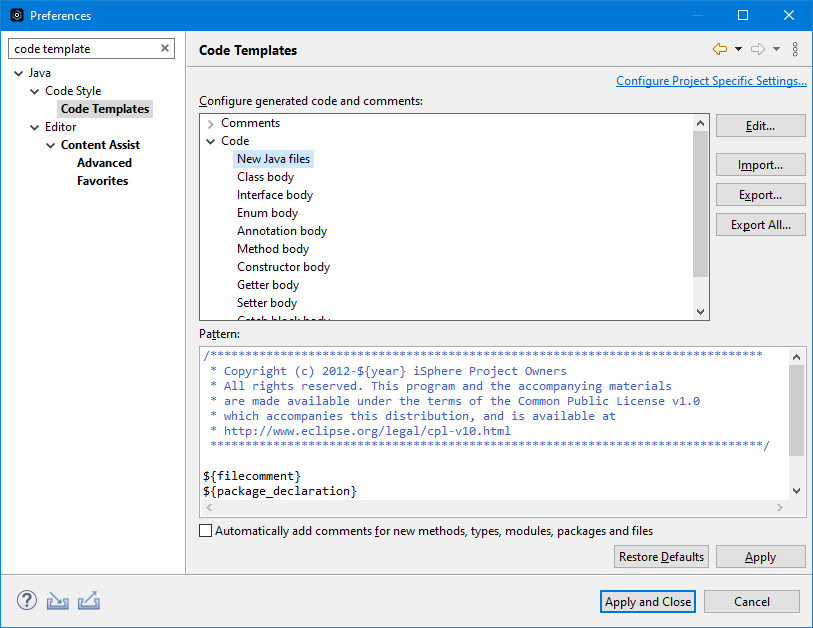 Preferences
code template
Java
Code Style
Code Templates
Editor
Content Assist
Advanced
Favorites
Code Templates
Configure Project Specific Settings...
Configure generated code and comments:
Comments
Code
New Java files
Class body
Interface body
Enum body
Annotation body
Method body
Constructor body
Getter body
Setter body
Catch block body
Edit...
Import...
Export...
Export All...
Pattern:
/*******************************************************************************
 * Copyright (c) 2012-${year} iSphere Project Owners
 * All rights reserved. This program and the accompanying materials
 * are made available under the terms of the Common Public License v1.0
 * which accompanies this distribution, and is available at
 * http://www.eclipse.org/legal/cpl-v10.html
 *******************************************************************************/
${filecomment}
${package_declaration}
Automatically add comments for new methods, types, modules, packages and files
Restore Defaults
Apply
Apply and Close
Cancel